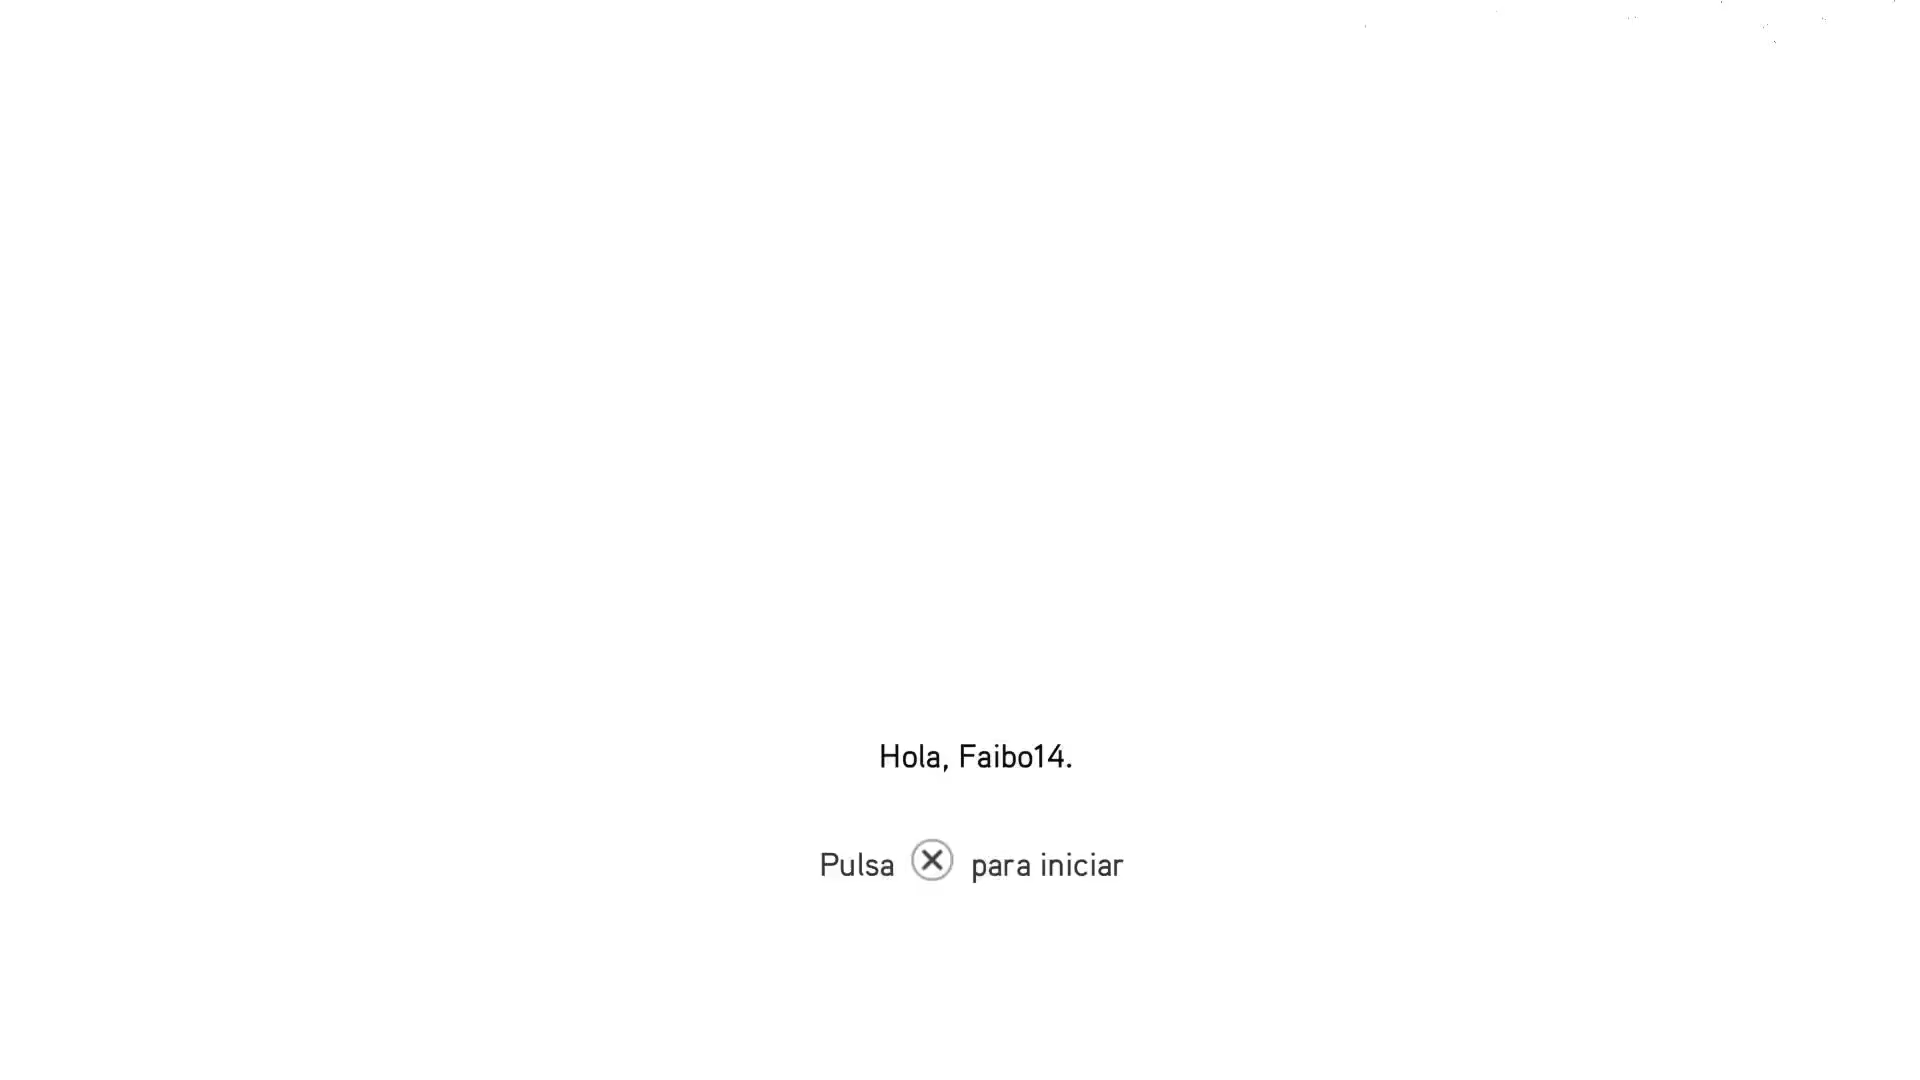 Hola, Faibo14.
Pulsa ⓧ para iniciar